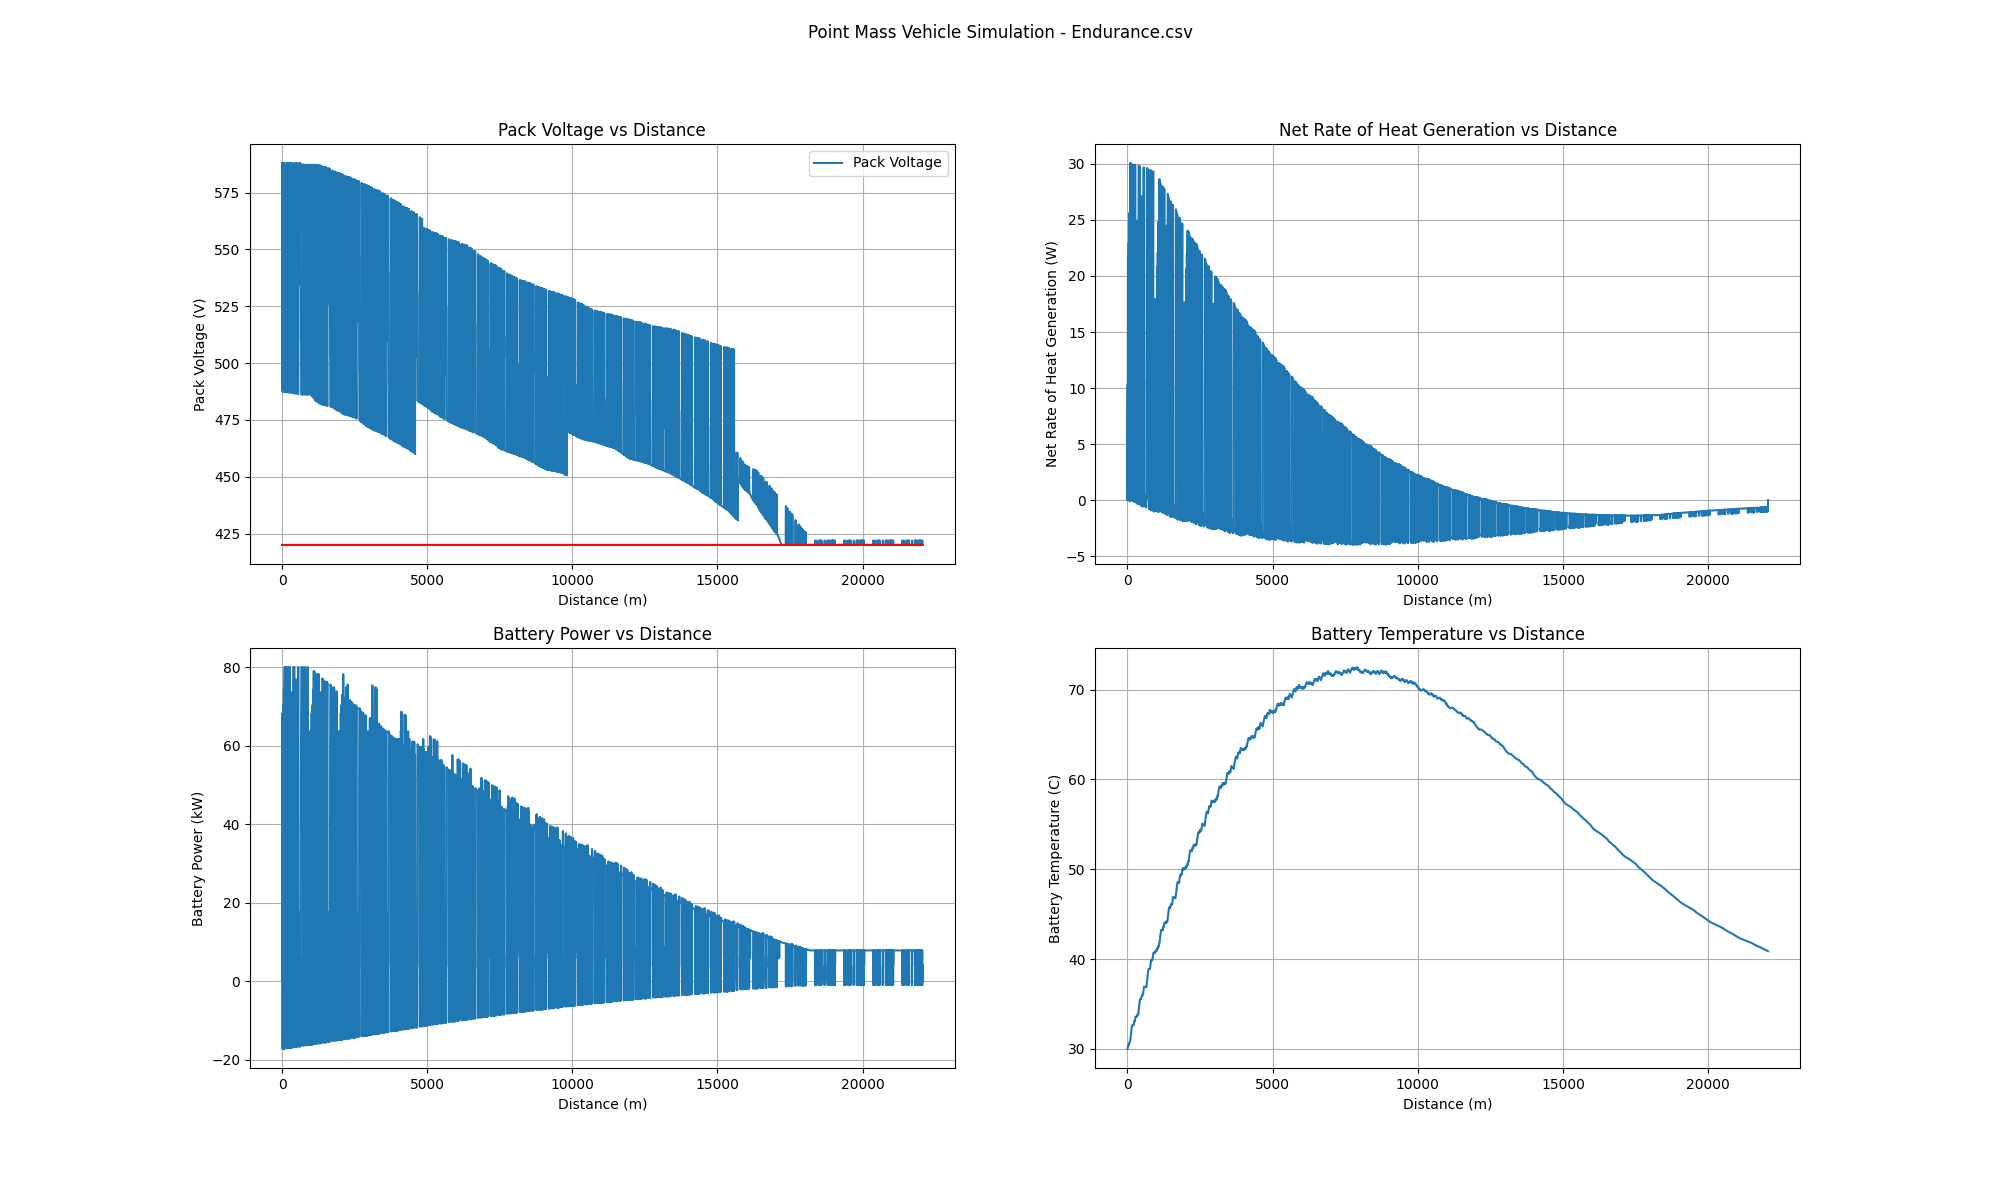 Point Mass Vehicle Simulation - Endurance.csv
Pack Voltage vs Distance
Pack Voltage
Pack Voltage (V)
575
550
525
500
475
450
425
0 5000 10000 15000 20000
Distance (m)
Net Rate of Heat Generation vs Distance
Net Rate of Heat Generation (W)
30
25
20
15
10
5
0
−5
0 5000 10000 15000 20000
Distance (m)
Battery Power vs Distance
Battery Power (kW)
80
60
40
20
0
−20
0 5000 10000 15000 20000
Distance (m)
Battery Temperature vs Distance
Battery Temperature (C)
70
60
50
40
30
0 5000 10000 15000 20000
Distance (m)